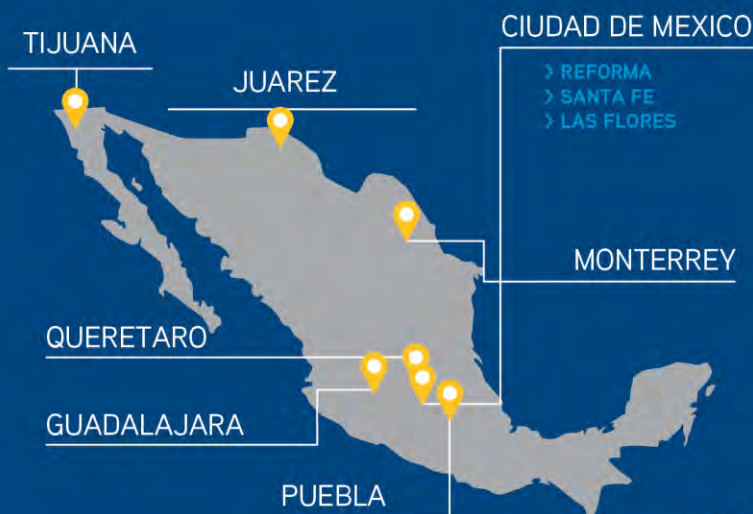 CIUDAD DE MEXICO
TIJUANA
> REFORMA
JUAREZ
> SANTA FE
> LAS FLORES
MONTERREY
QUERETARO
GUADALAJARA
PUEBLA